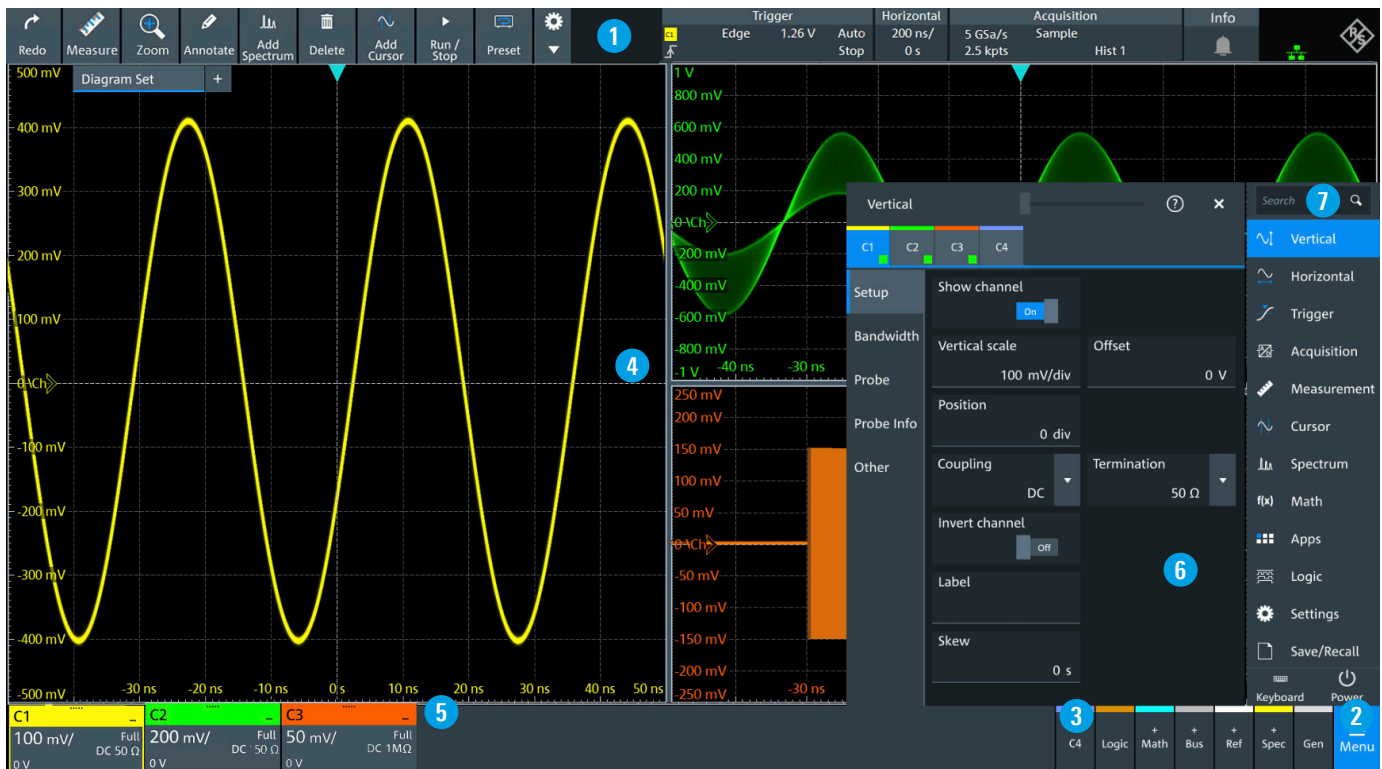 Redo Measure Zoom Annotate Add Spectrum Delete Add Cursor Run / Stop Preset
1
Trigger Horizontal Acquisition Info
C1 Edge 1.26 V Auto 200 ns/ 5 GSa/s Sample
Stop 0 s 2.5 kpts Hist 1
R&S
Diagram Set +
500 mV
400 mV
300 mV
200 mV
100 mV
0 \Ch
-100 mV
-200 mV
-300 mV
-400 mV
-500 mV
-30 ns -20 ns -10 ns 0 s 10 ns 20 ns 30 ns 40 ns 50 ns
4
1 V
800 mV
600 mV
400 mV
200 mV
0 \Ch
-200 mV
-400 mV
-600 mV
-800 mV
-1 V
-40 ns -30 ns
250 mV
200 mV
150 mV
100 mV
50 mV
0 \Ch
-50 mV
-100 mV
-150 mV
-200 mV
-250 mV
-30 ns
Vertical ? ×
C1 C2 C3 C4
Setup
Bandwidth
Probe
Probe Info
Other
Show channel
On
Vertical scale Offset
100 mV/div 0 V
Position
0 div
Coupling Termination
DC 50 Ω
Invert channel
Off
Label
6
Skew
0 s
Search 7
Vertical
Horizontal
Trigger
Acquisition
Measurement
Cursor
Spectrum
f(x) Math
Apps
Logic
Settings
Save/Recall
Keyboard Power
C1 C2 C3
100 mV/ Full 200 mV/ Full 50 mV/ Full
DC 50 Ω DC 50 Ω DC 1MΩ
0 V 0 V 0 V
5
3 2
+ + + +
C4 Logic Math Bus Ref Spec Gen Menu